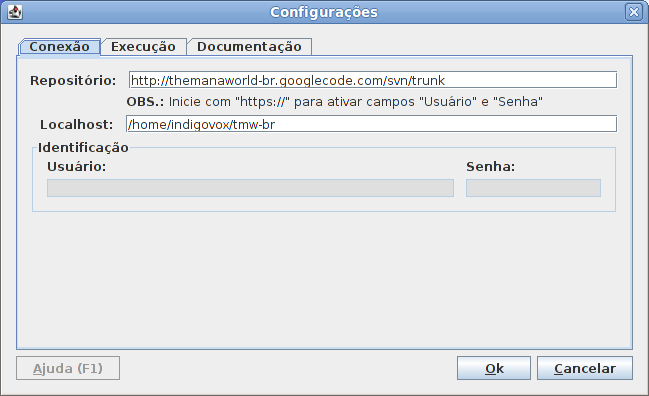 Configurações
Conexão Execução Documentação
Repositório: http://themanaworld-br.googlecode.com/svn/trunk
OBS.: Inicie com "https://" para ativar campos "Usuário" e "Senha"
Localhost: /home/indigovox/tmw-br
Identificação
Usuário: Senha:
Ajuda (F1) Ok Cancelar